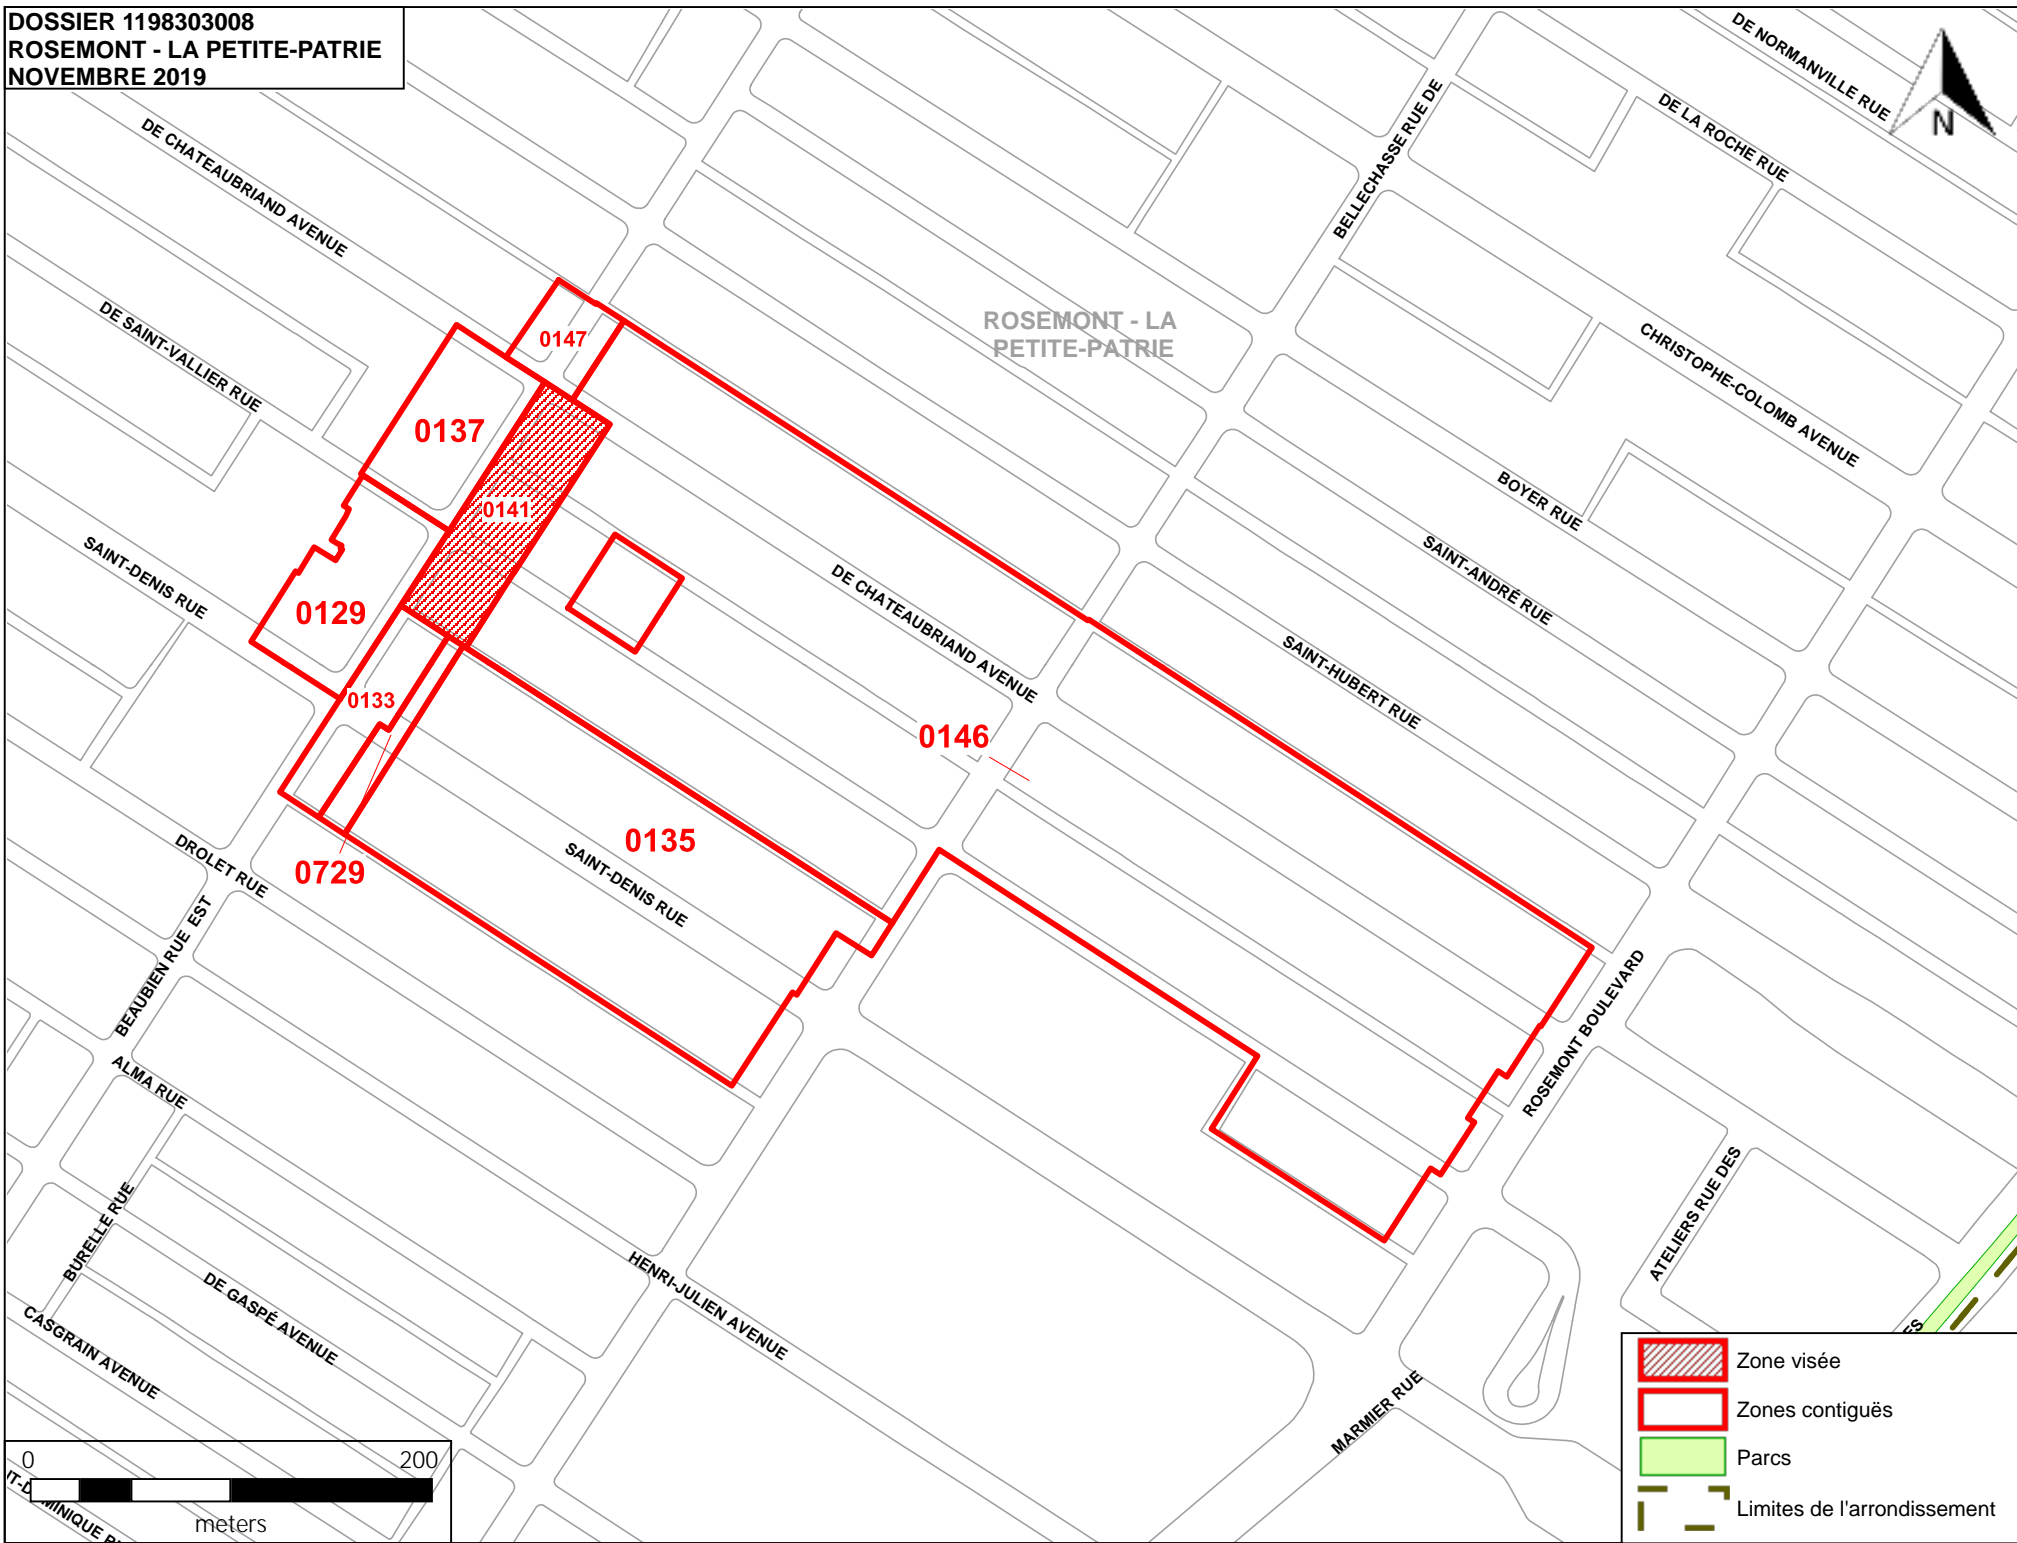 DOSSIER 1198303008
ROSEMONT - LA PETITE-PATRIE
NOVEMBRE 2019
DE NORMANVILLE RUE
N
DE LA ROCHE RUE
BELLECHASSE RUE DE
DE CHATEAUBRIAND AVENUE
DE SAINT-VALLIER RUE
ROSEMONT - LA
PETITE-PATRIE
CHRISTOPHE-COLOMB AVENUE
0147
0137
0141
BOYER RUE
SAINT-ANDRÉ RUE
SAINT-DENIS RUE
DE CHATEAUBRIAND AVENUE
0129
SAINT-HUBERT RUE
0133
0146
0135
0729
SAINT-DENIS RUE
DROLET RUE
BEAUBIEN RUE EST
ROSEMONT BOULEVARD
ALMA RUE
ATELIERS RUE DES
BURELLE RUE
DE GASPÉ AVENUE
HENRI-JULIEN AVENUE
CASGRAIN AVENUE
MARMIER RUE
ES
Zone visée
Zones contiguës
Parcs
Limites de l'arrondissement
0 200
meters